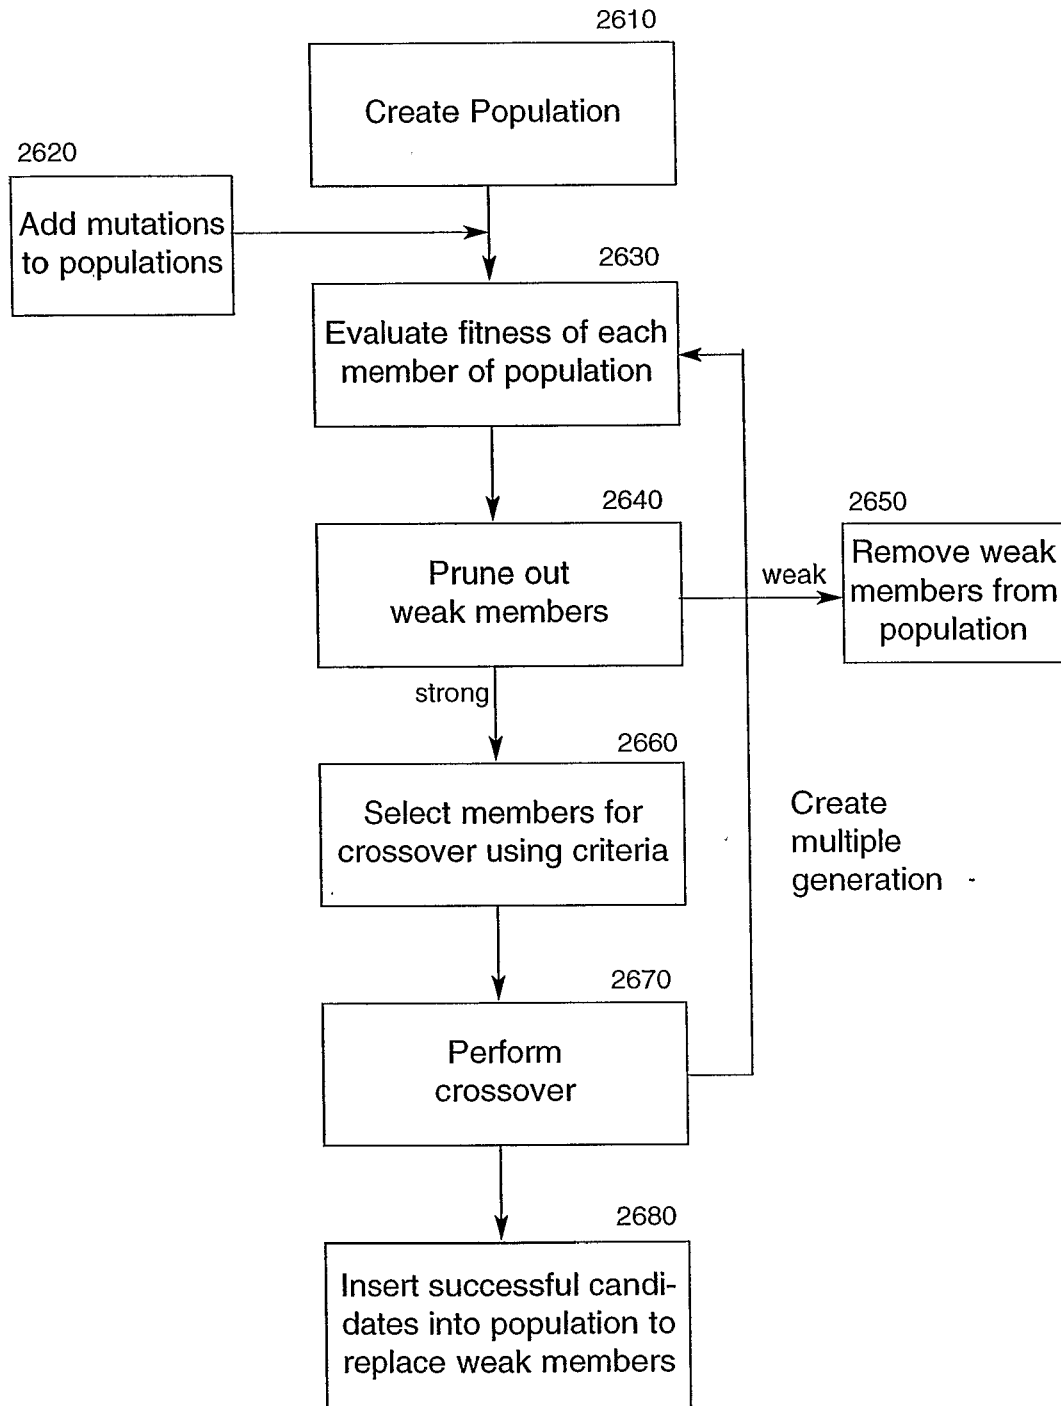 2610
Create Population
2620
Add mutations
to populations
2630
Evaluate fitness of each
member of population
2640
Prune out
weak members
weak
2650
Remove weak
members from
population
strong
2660
Select members for
crossover using criteria
Create
multiple
generation
2670
Perform
crossover
2680
Insert successful candi-
dates into population to
replace weak members